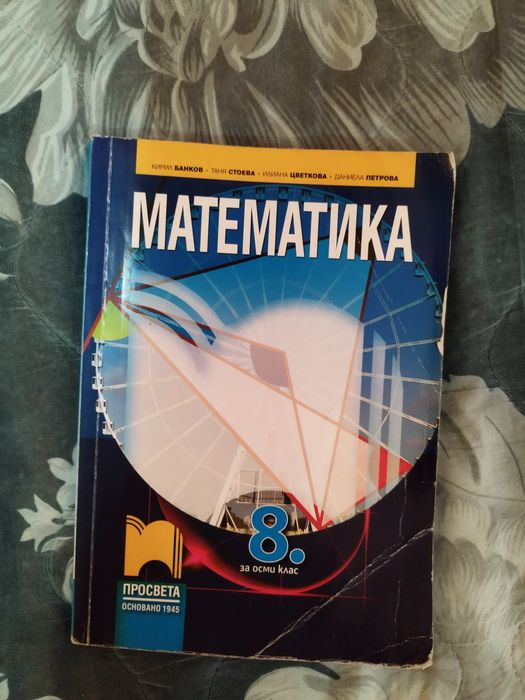 КИРИЛ БАНКОВ • ТАНЯ СТОЕВА • ИЛИАНА ЦВЕТКОВА • ДАНИЕЛА ПЕТРОВА
МАТЕМАТИКА
8.
за осми клас
ПРОСВЕТА
ОСНОВАНО 1945